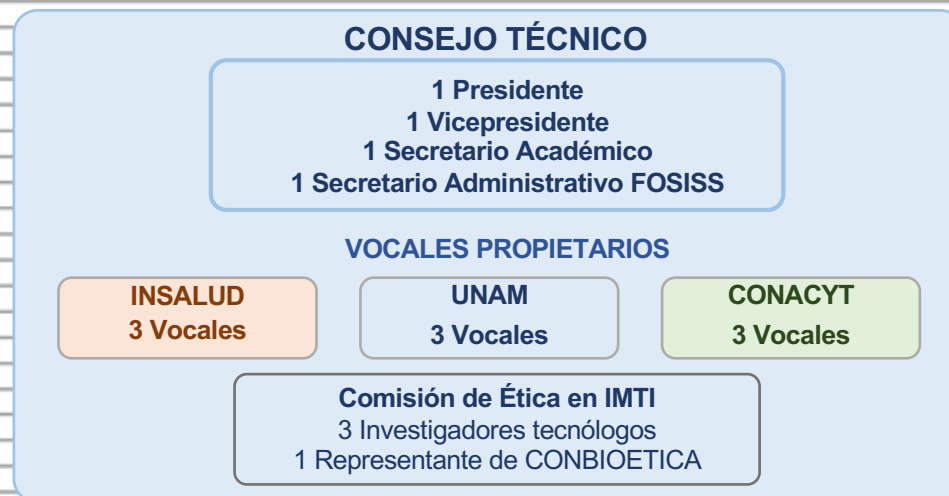 CONSEJO TÉCNICO
1 Presidente
1 Vicepresidente
1 Secretario Académico
1 Secretario Administrativo FOSISS
VOCALES PROPIETARIOS
INSALUD
3 Vocales
UNAM
3 Vocales
CONACYT
3 Vocales
Comisión de Ética en IMTI
3 Investigadores tecnólogos
1 Representante de CONBIOETICA